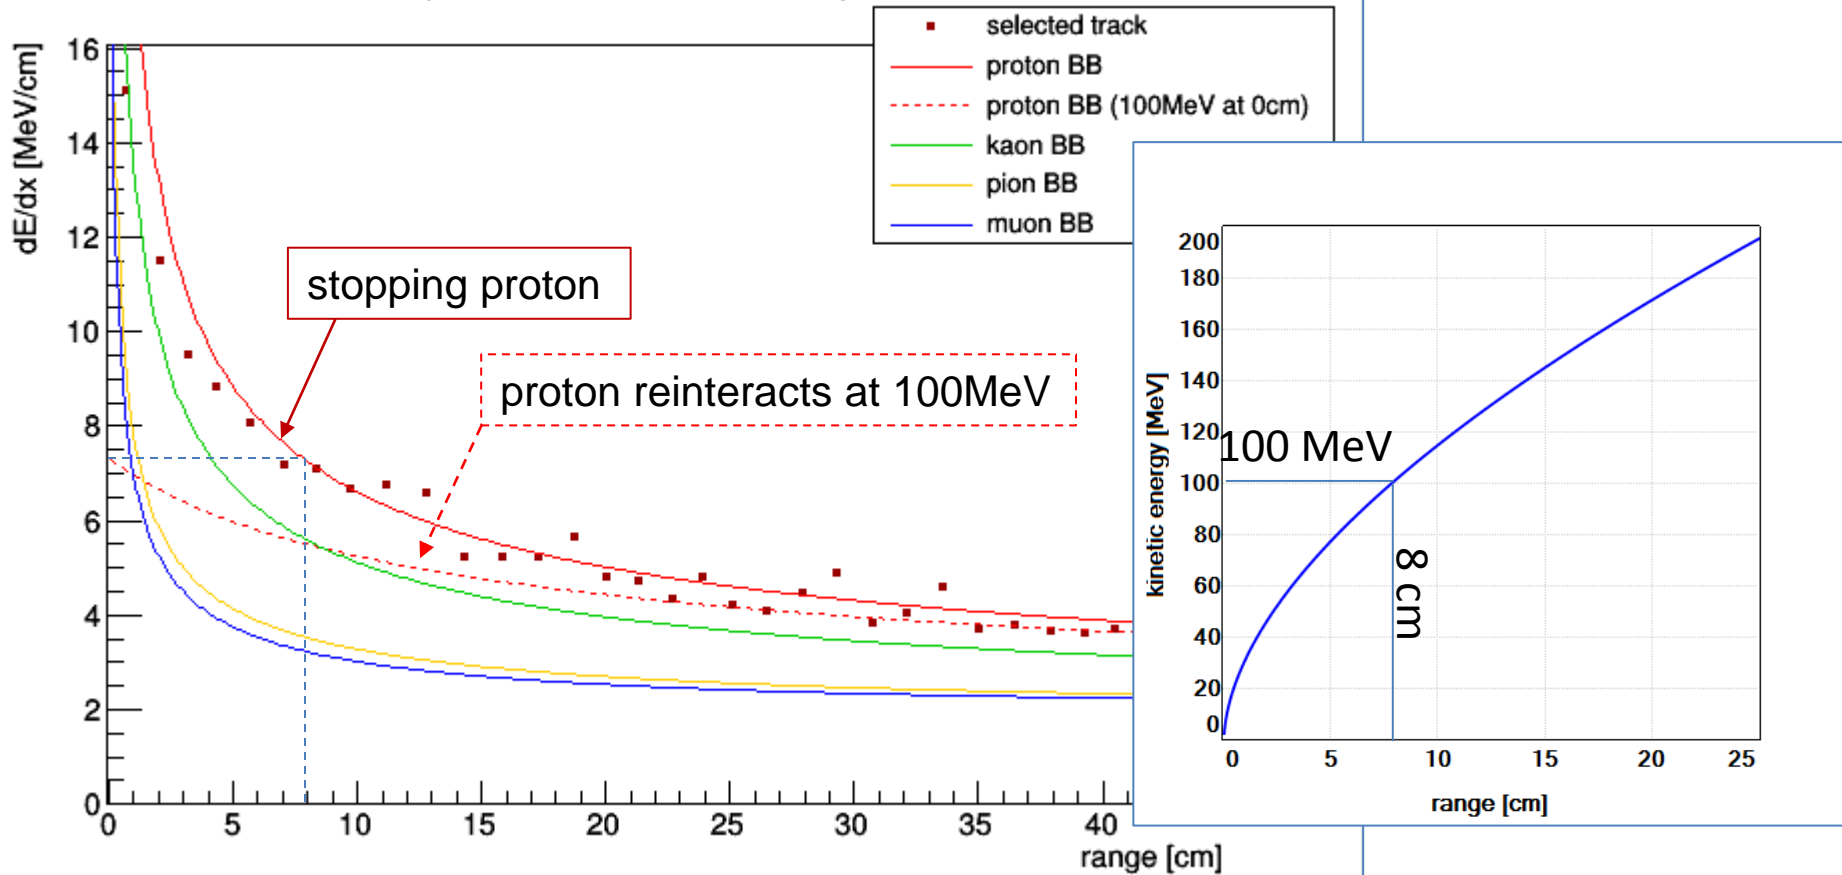 selected track
proton BB
proton BB (100MeV at 0cm)
kaon BB
pion BB
muon BB
dE/dx [MeV/cm]
16
14
12
10
8
6
4
2
0
0 5 10 15 20 25 30 35 40
range [cm]
stopping proton
proton reinteracts at 100MeV
kinetic energy [MeV]
200
180
160
140
120
100
80
60
40
20
0
0 5 10 15 20 25
range [cm]
100 MeV
8 cm